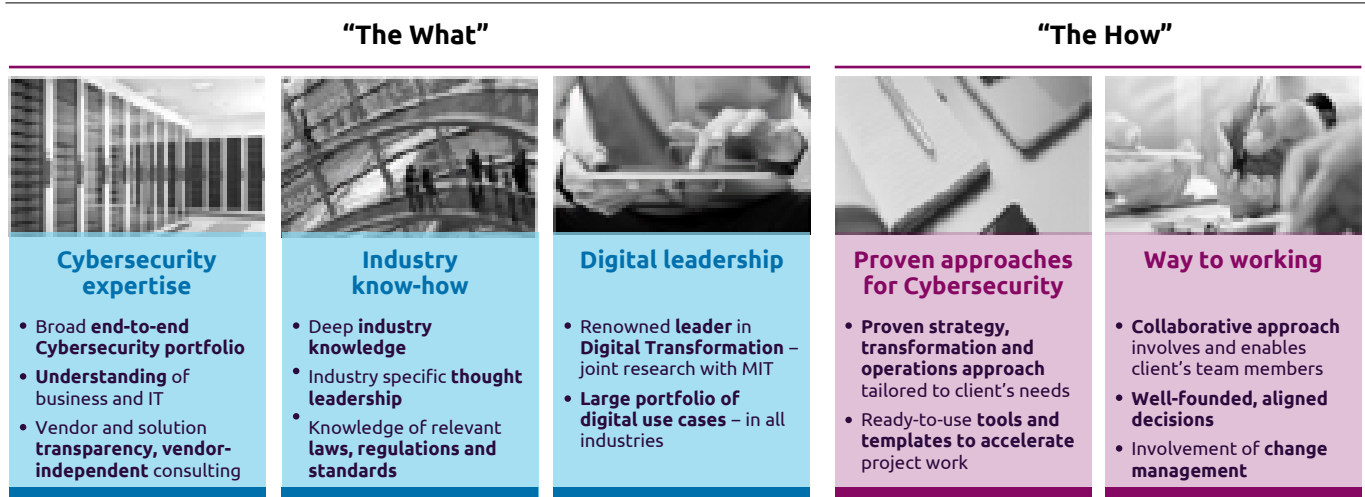 “The What”
“The How”
Cybersecurity
expertise
• Broad end-to-end
Cybersecurity portfolio
• Understanding of
business and IT
• Vendor and solution
transparency, vendor-
independent consulting
Industry
know-how
• Deep industry
knowledge
• Industry specific thought
leadership
• Knowledge of relevant
laws, regulations and
standards
Digital leadership
• Renowned leader in
Digital Transformation –
joint research with MIT
• Large portfolio of
digital use cases – in all
industries
Proven approaches
for Cybersecurity
• Proven strategy,
transformation and
operations approach
tailored to client’s needs
• Ready-to-use tools and
templates to accelerate
project work
Way to working
• Collaborative approach
involves and enables
client’s team members
• Well-founded, aligned
decisions
• Involvement of change
management